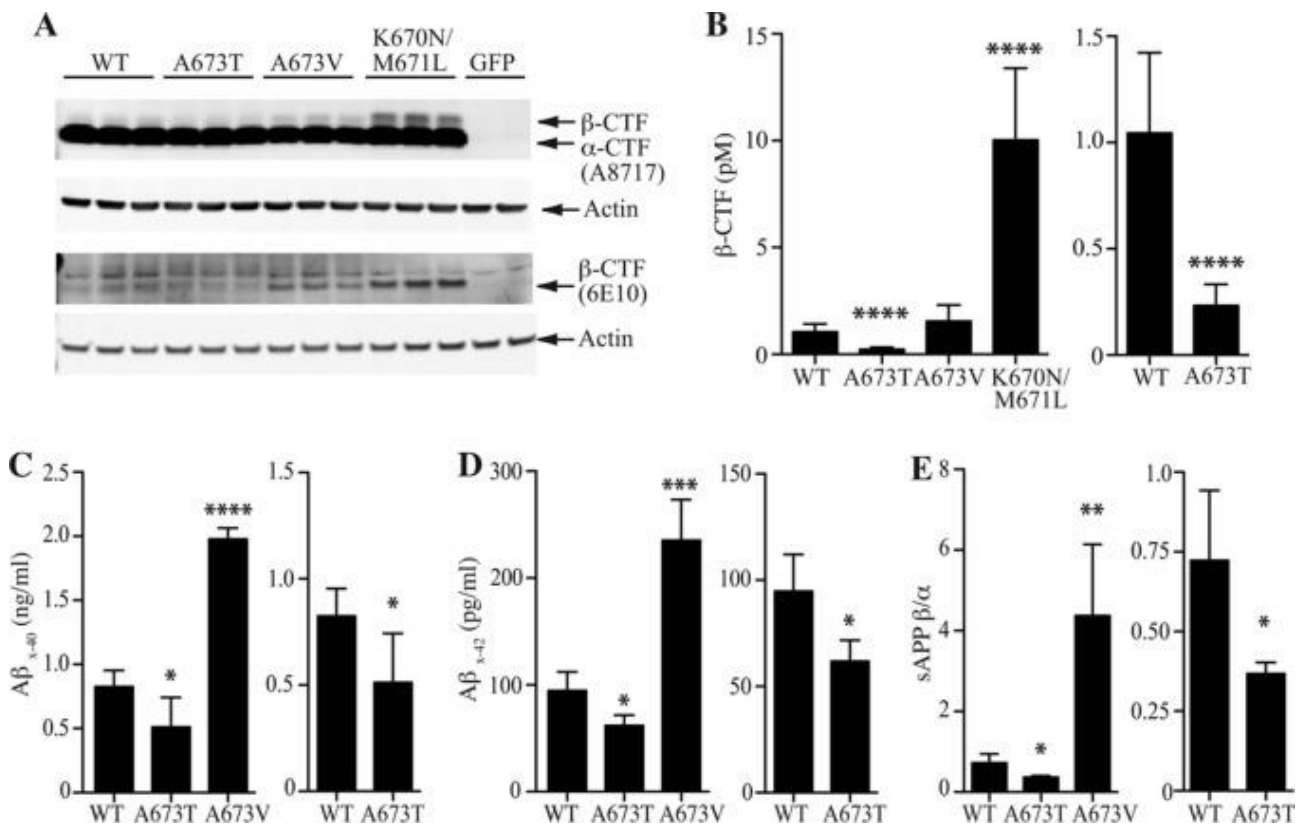 A
WT A673T A673V K670N/
M671L GFP
β-CTF
α-CTF
(A8717)
Actin
β-CTF
(6E10)
Actin
B
β-CTF (pM)
15
10
5
0
****
****
WT A673T A673V K670N/
M671L
1.5
1.0
0.5
0
****
WT A673T
C
Aβ x-40 (ng/ml)
2.5
2.0
1.5
1.0
0.5
0
*
****
WT A673T A673V
1.5
1.0
0.5
0
*
WT A673T
D
Aβ x-42 (pg/ml)
300
200
100
0
*
***
WT A673T A673V
150
100
50
0
*
WT A673T
E
sAPP β/α
8
6
4
2
0
*
**
WT A673T A673V
1.0
0.75
0.50
0.25
0
*
WT A673T